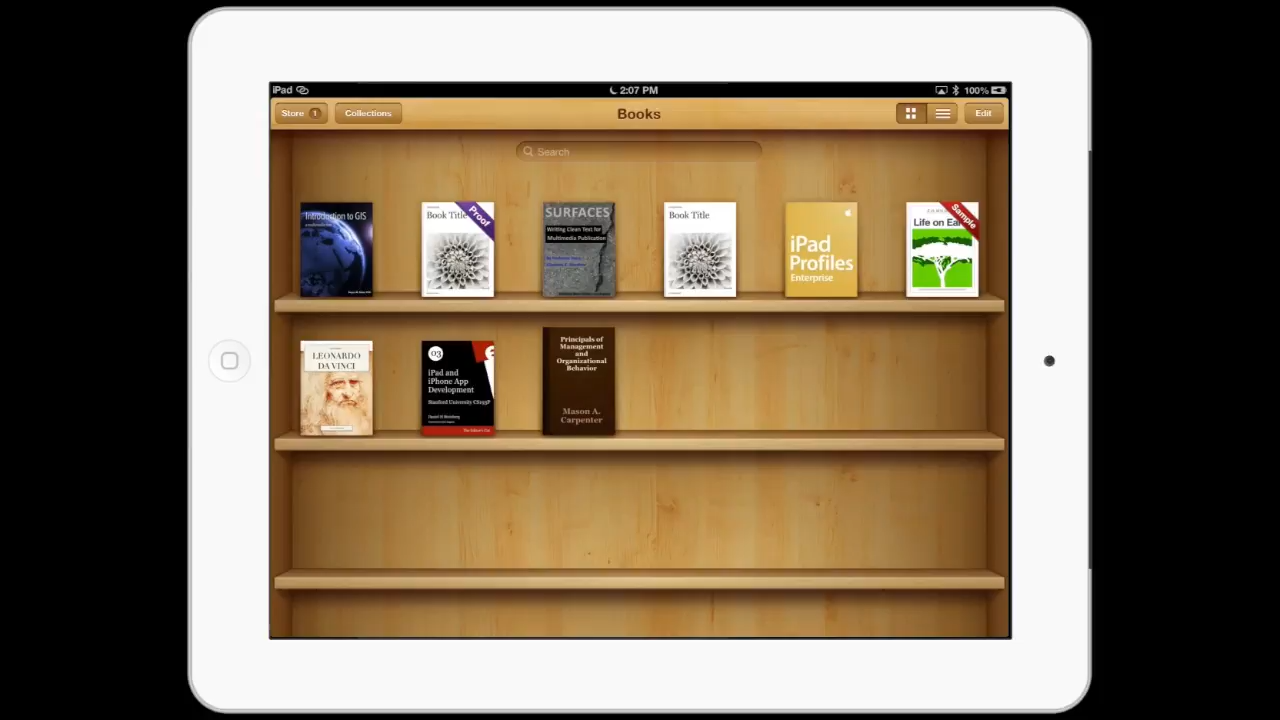 iPad 2:07 PM 100%
Store 1 Collections Books Edit
Search
Introduction to GIS
Book Title
Proof
SURFACES
Writing Clean Text for
Multimedia Publication
Book Title
iPad
Profiles
Enterprise
Life on
Sample
LEONARDO
DA VINCI
03
iPad and
iPhone App
Development
Stanford University CS193P
Principals of
Management
and
Organizational
Behavior
Mason A.
Carpenter